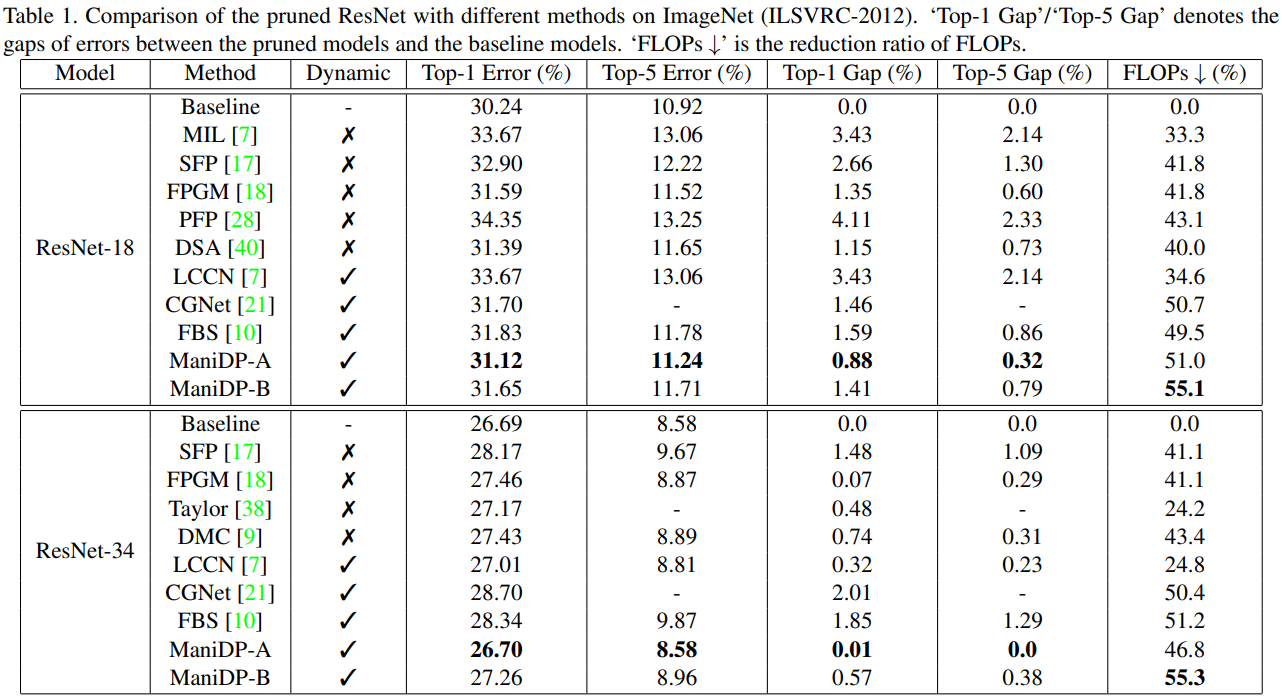 Table 1. Comparison of the pruned ResNet with different methods on ImageNet (ILSVRC-2012). ‘Top-1 Gap’/‘Top-5 Gap’ denotes the
gaps of errors between the pruned models and the baseline models. ‘FLOPs ↓’ is the reduction ratio of FLOPs.
Model Method Dynamic Top-1 Error (%) Top-5 Error (%) Top-1 Gap (%) Top-5 Gap (%) FLOPs ↓ (%)
Baseline - 30.24 10.92 0.0 0.0 0.0
MIL [7] ✗ 33.67 13.06 3.43 2.14 33.3
SFP [17] ✗ 32.90 12.22 2.66 1.30 41.8
FPGM [18] ✗ 31.59 11.52 1.35 0.60 41.8
PFP [28] ✗ 34.35 13.25 4.11 2.33 43.1
ResNet-18 DSA [40] ✗ 31.39 11.65 1.15 0.73 40.0
LCCN [7] ✓ 33.67 13.06 3.43 2.14 34.6
CGNet [21] ✓ 31.70 - 1.46 - 50.7
FBS [10] ✓ 31.83 11.78 1.59 0.86 49.5
ManiDP-A ✓ 31.12 11.24 0.88 0.32 51.0
ManiDP-B ✓ 31.65 11.71 1.41 0.79 55.1
Baseline - 26.69 8.58 0.0 0.0 0.0
SFP [17] ✗ 28.17 9.67 1.48 1.09 41.1
FPGM [18] ✗ 27.46 8.87 0.07 0.29 41.1
Taylor [38] ✗ 27.17 - 0.48 - 24.2
DMC [9] ✗ 27.43 8.89 0.74 0.31 43.4
ResNet-34 LCCN [7] ✓ 27.01 8.81 0.32 0.23 24.8
CGNet [21] ✓ 28.70 - 2.01 - 50.4
FBS [10] ✓ 28.34 9.87 1.85 1.29 51.2
ManiDP-A ✓ 26.70 8.58 0.01 0.0 46.8
ManiDP-B ✓ 27.26 8.96 0.57 0.38 55.3